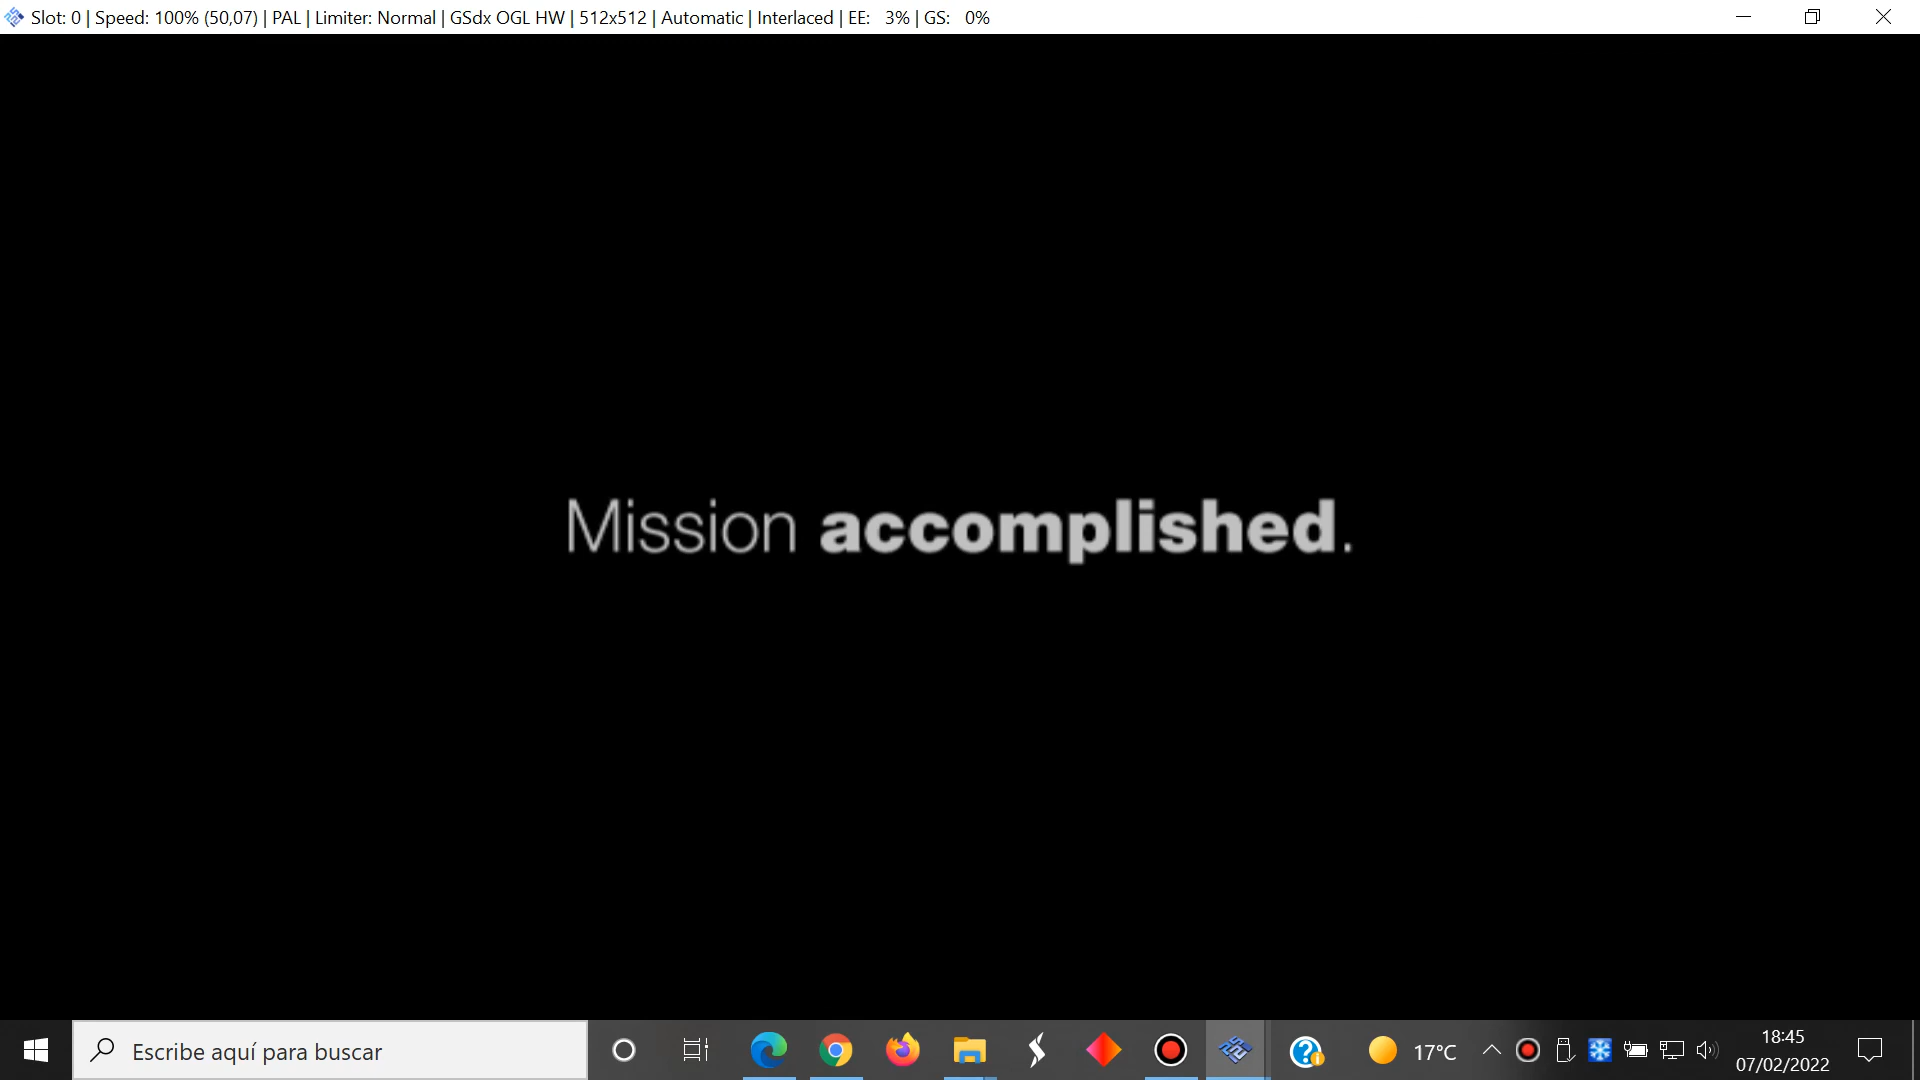 Slot: 0 | Speed: 100% (50,07) | PAL | Limiter: Normal | GSdx OGL HW | 512x512 | Automatic | Interlaced | EE: 3% | GS: 0%
Mission accomplished.
Escribe aquí para buscar
17°C
18:45
07/02/2022